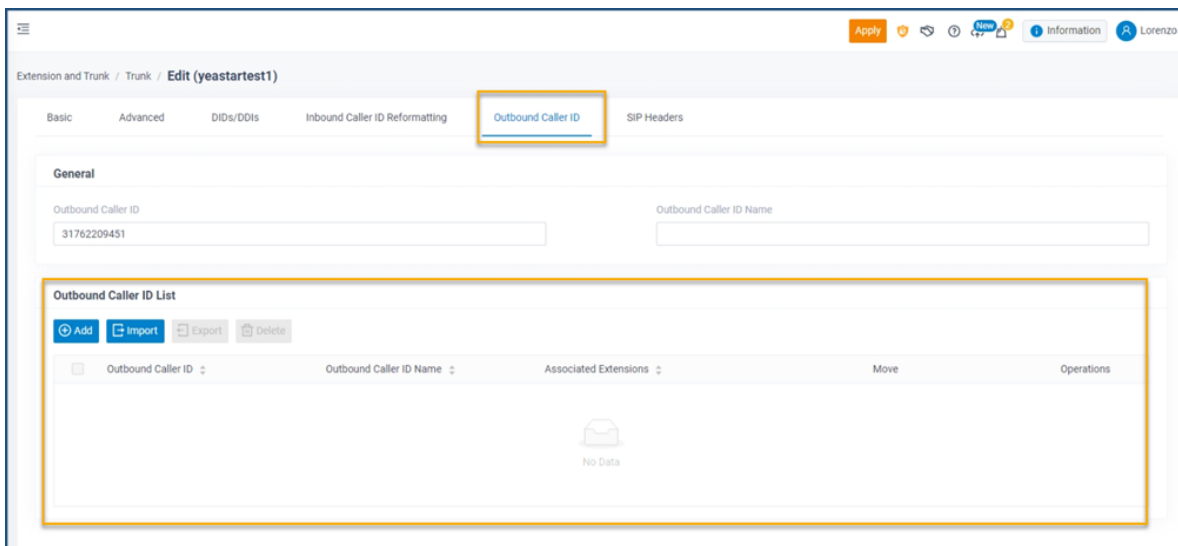 Apply New 2 Information Lorenzo
Extension and Trunk / Trunk / Edit (yeastartest1)
Basic Advanced DIDs/DDIs Inbound Caller ID Reformatting Outbound Caller ID SIP Headers
General
Outbound Caller ID Outbound Caller ID Name
31762209451
Outbound Caller ID List
Add Import Export Delete
Outbound Caller ID Outbound Caller ID Name Associated Extensions Move Operations
No Data